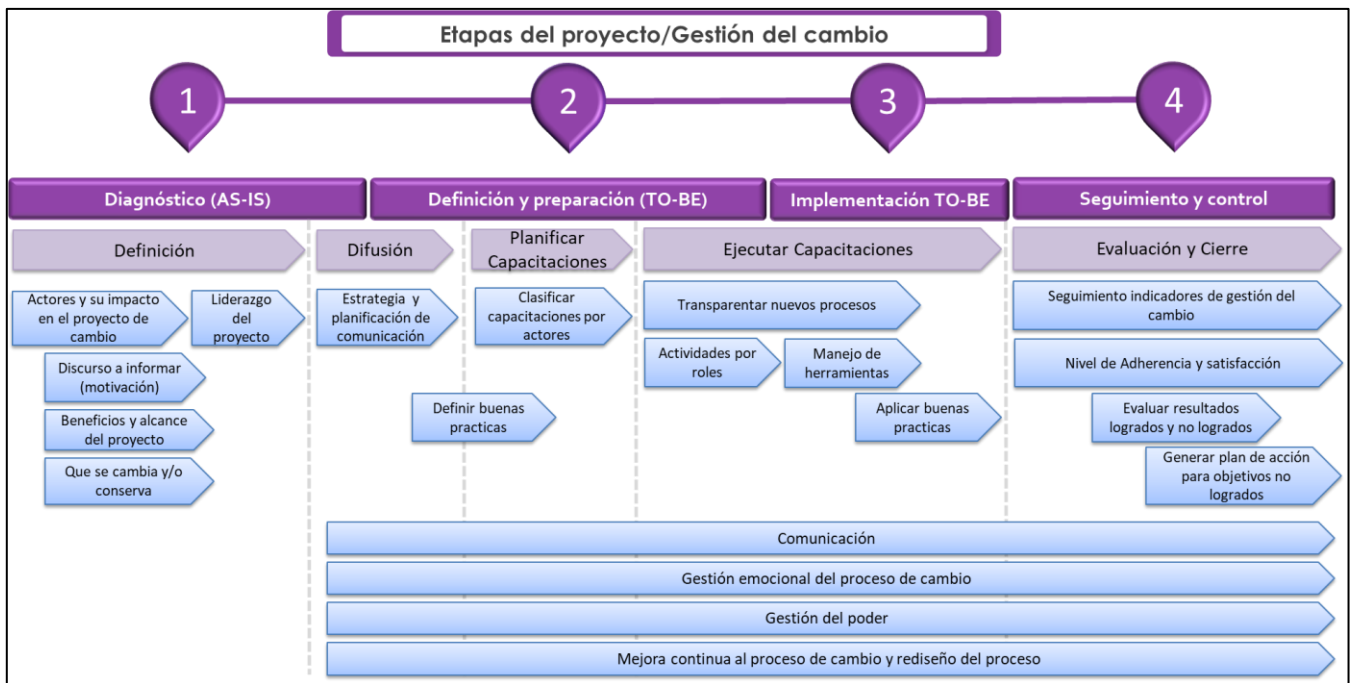 Etapas del proyecto/Gestión del cambio
1
2
3
4
Diagnóstico (AS-IS)
Definición y preparación (TO-BE)
Implementación TO-BE
Seguimiento y control
Definición
Difusión
Planificar
Capacitaciones
Ejecutar Capacitaciones
Evaluación y Cierre
Actores y su impacto
en el proyecto de
cambio
Liderazgo
del
proyecto
Estrategia y
planificación de
comunicación
Clasificar
capacitaciones por
actores
Transparentar nuevos procesos
Seguimiento indicadores de gestión del
cambio
Discurso a informar
(motivación)
Actividades por
roles
Manejo de
herramientas
Nivel de Adherencia y satisfacción
Beneficios y alcance
del proyecto
Definir buenas
practicas
Aplicar buenas
practicas
Evaluar resultados
logrados y no logrados
Que se cambia y/o
conserva
Generar plan de acción
para objetivos no
logrados
Comunicación
Gestión emocional del proceso de cambio
Gestión del poder
Mejora continua al proceso de cambio y rediseño del proceso